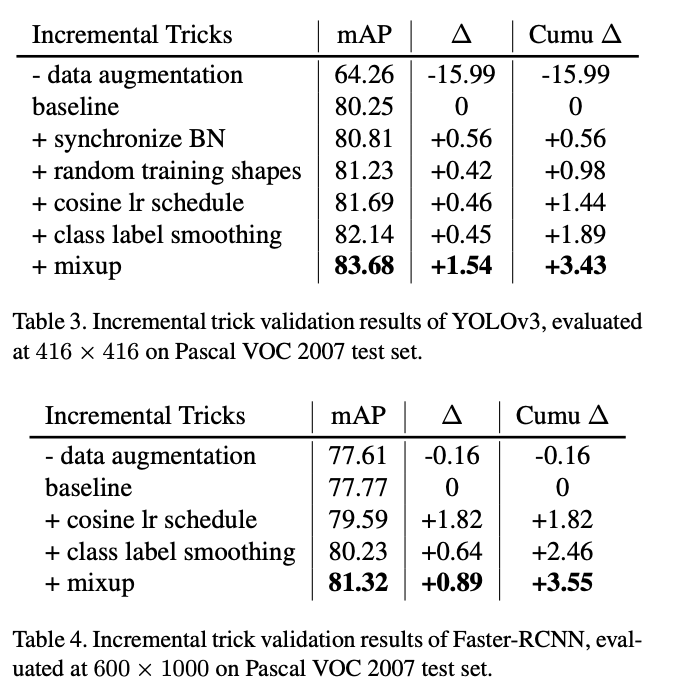 Incremental Tricks mAP Δ Cumu Δ
- data augmentation 64.26 -15.99 -15.99
baseline 80.25 0 0
+ synchronize BN 80.81 +0.56 +0.56
+ random training shapes 81.23 +0.42 +0.98
+ cosine lr schedule 81.69 +0.46 +1.44
+ class label smoothing 82.14 +0.45 +1.89
+ mixup 83.68 +1.54 +3.43
Table 3. Incremental trick validation results of YOLOv3, evaluated
at 416 × 416 on Pascal VOC 2007 test set.
Incremental Tricks mAP Δ Cumu Δ
- data augmentation 77.61 -0.16 -0.16
baseline 77.77 0 0
+ cosine lr schedule 79.59 +1.82 +1.82
+ class label smoothing 80.23 +0.64 +2.46
+ mixup 81.32 +0.89 +3.55
Table 4. Incremental trick validation results of Faster-RCNN, eval-
uated at 600 × 1000 on Pascal VOC 2007 test set.